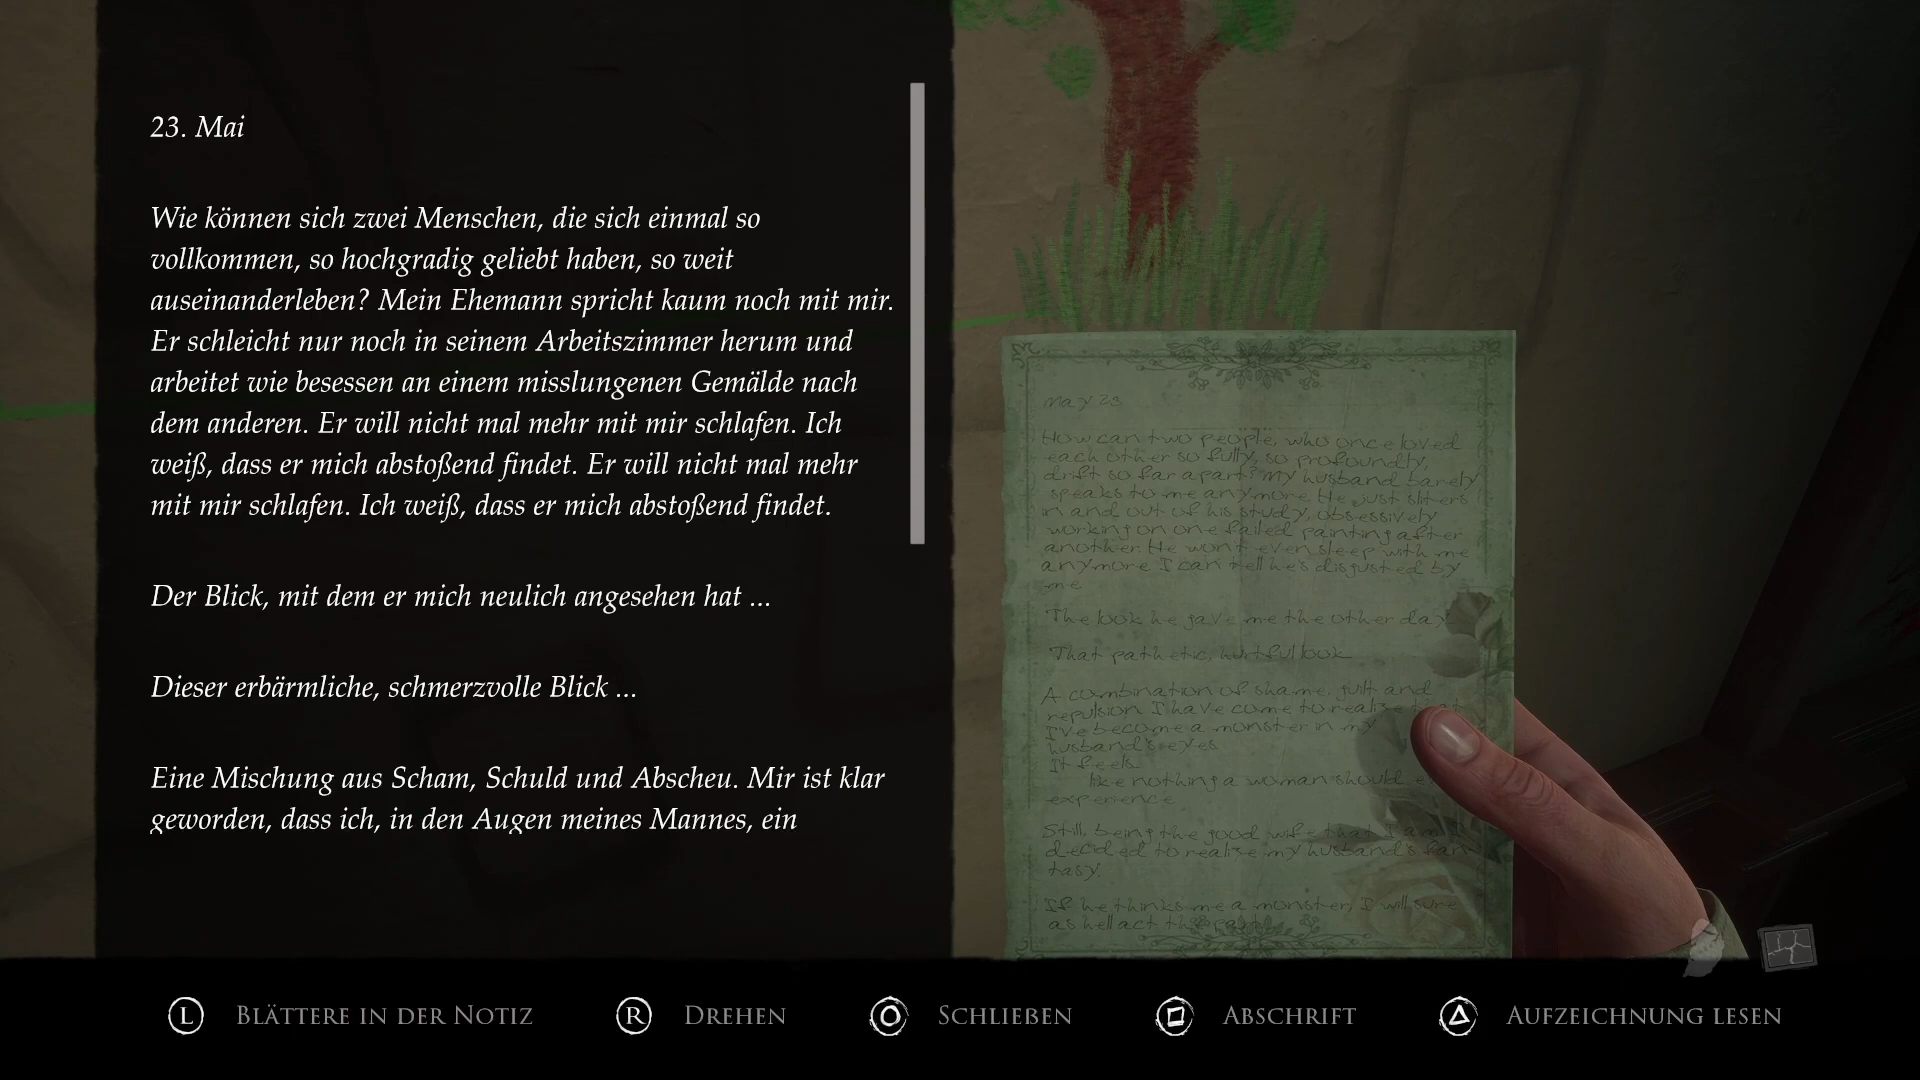 23. Mai
Wie können sich zwei Menschen, die sich einmal so
vollkommen, so hochgradig geliebt haben, so weit
auseinanderleben? Mein Ehemann spricht kaum noch mit mir.
Er schleicht nur noch in seinem Arbeitszimmer herum und
arbeitet wie besessen an einem misslungenen Gemälde nach
dem anderen. Er will nicht mal mehr mit mir schlafen. Ich
weiß, dass er mich abstoßend findet. Er will nicht mal mehr
mit mir schlafen. Ich weiß, dass er mich abstoßend findet.
Der Blick, mit dem er mich neulich angesehen hat ...
Dieser erbärmliche, schmerzvolle Blick ...
Eine Mischung aus Scham, Schuld und Abscheu. Mir ist klar
geworden, dass ich, in den Augen meines Mannes, ein
May 23
How can two people, who once loved
each other so fully, so profoundly,
drift so far apart? My husband barely
speaks to me anymore. He just slithers
in and out of his study, obsessively
working on one failed painting after
another. He won't even sleep with me
anymore. I can tell he's disgusted by
me
The look he gave me the other day
That pathetic, hurtful look
A combination of shame, guilt and
repulsion. I have come to realize that
I've become a monster in my
husband's eyes
It feels
like nothing a woman should
experience
Still, being the good wife that I am I
decided to realize my husband's fan
tasy.
If he thinks me a monster, I will sure
as hell act the part
L BLÄTTERE IN DER NOTIZ R DREHEN SCHLIEßEN ABSCHRIFT AUFZEICHNUNG LESEN